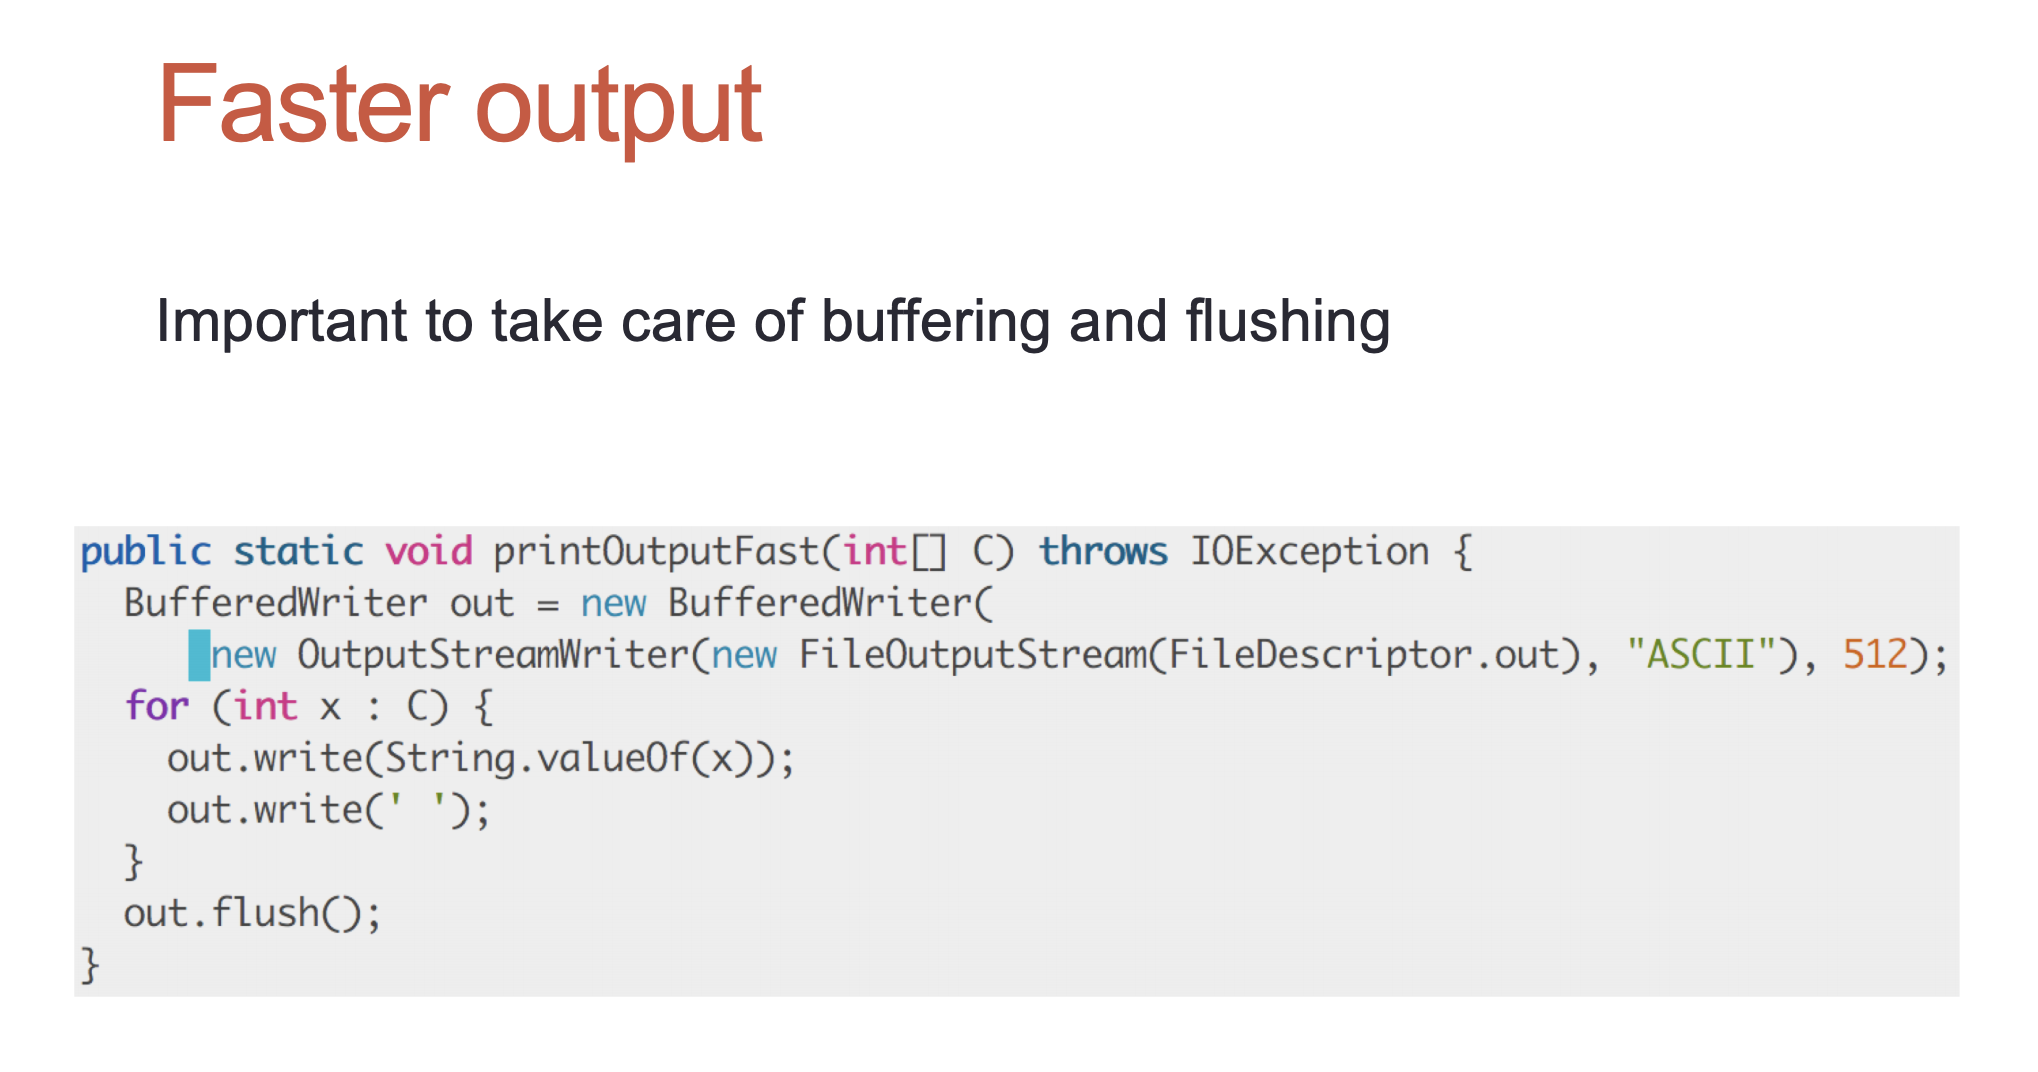 Faster output
Important to take care of buffering and flushing
public static void printOutputFast(int[] C) throws IOException {
  BufferedWriter out = new BufferedWriter(
      new OutputStreamWriter(new FileOutputStream(FileDescriptor.out), "ASCII"), 512);
  for (int x : C) {
    out.write(String.valueOf(x));
    out.write(' ');
  }
  out.flush();
}